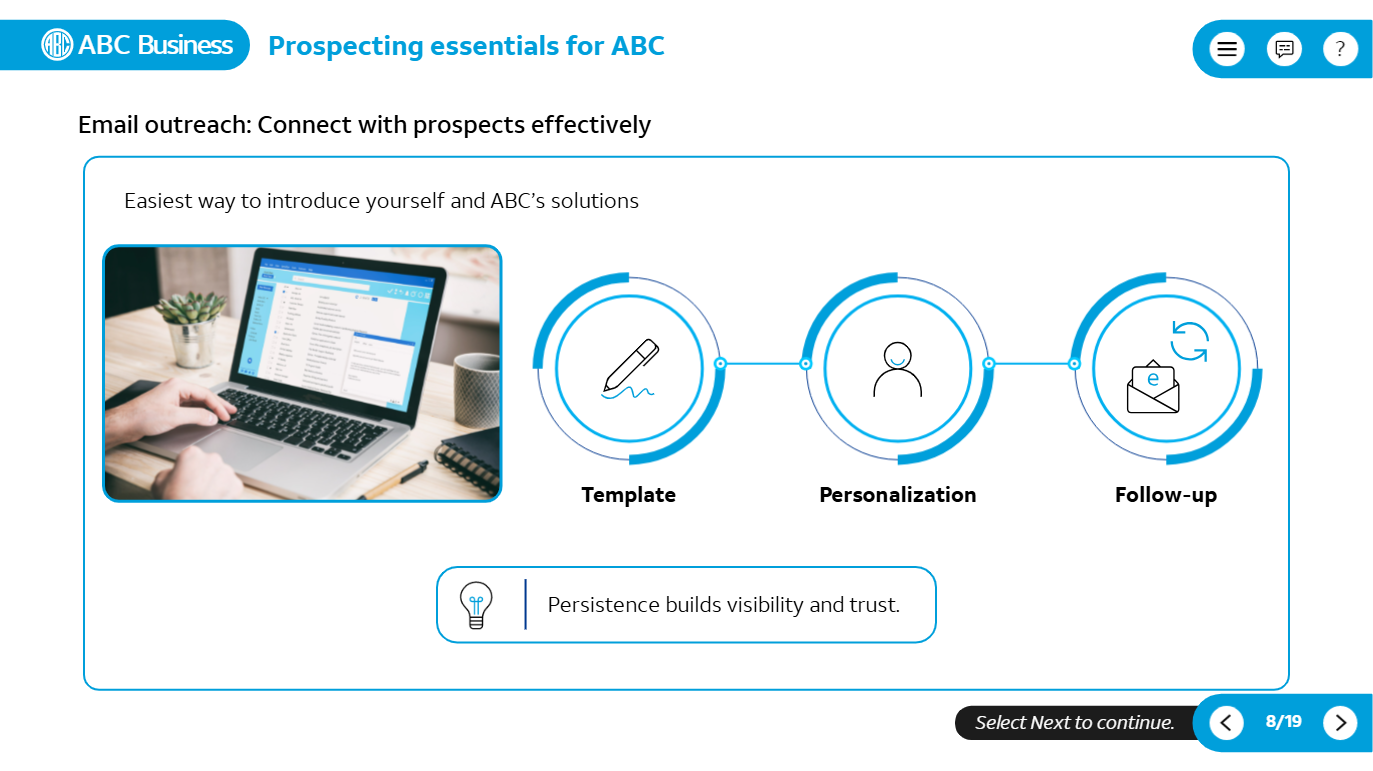 ABC
ABC Business
Prospecting essentials for ABC
?
Email outreach: Connect with prospects effectively
Easiest way to introduce yourself and ABC’s solutions
e
Template
Personalization
Follow-up
Persistence builds visibility and trust.
Select Next to continue.
8/19